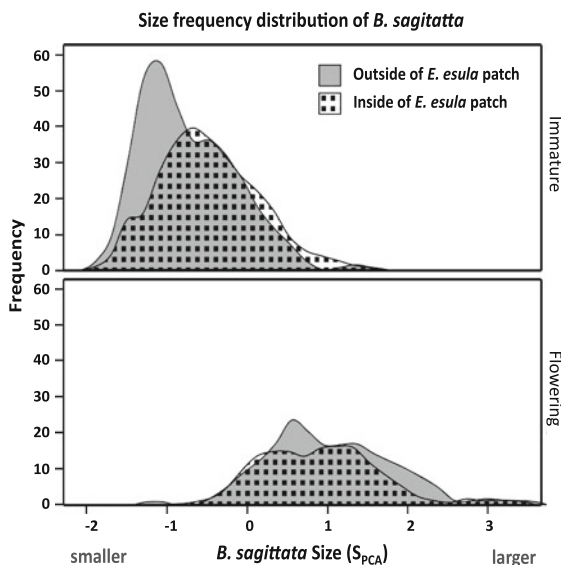 Size frequency distribution of B. sagitatta
Outside of E. esula patch
Inside of E. esula patch
Immature
Flowering
Frequency
60
50
40
30
20
10
0
60
50
40
30
20
10
0
-2 -1 0 1 2 3
smaller B. sagittata Size (SPCA) larger